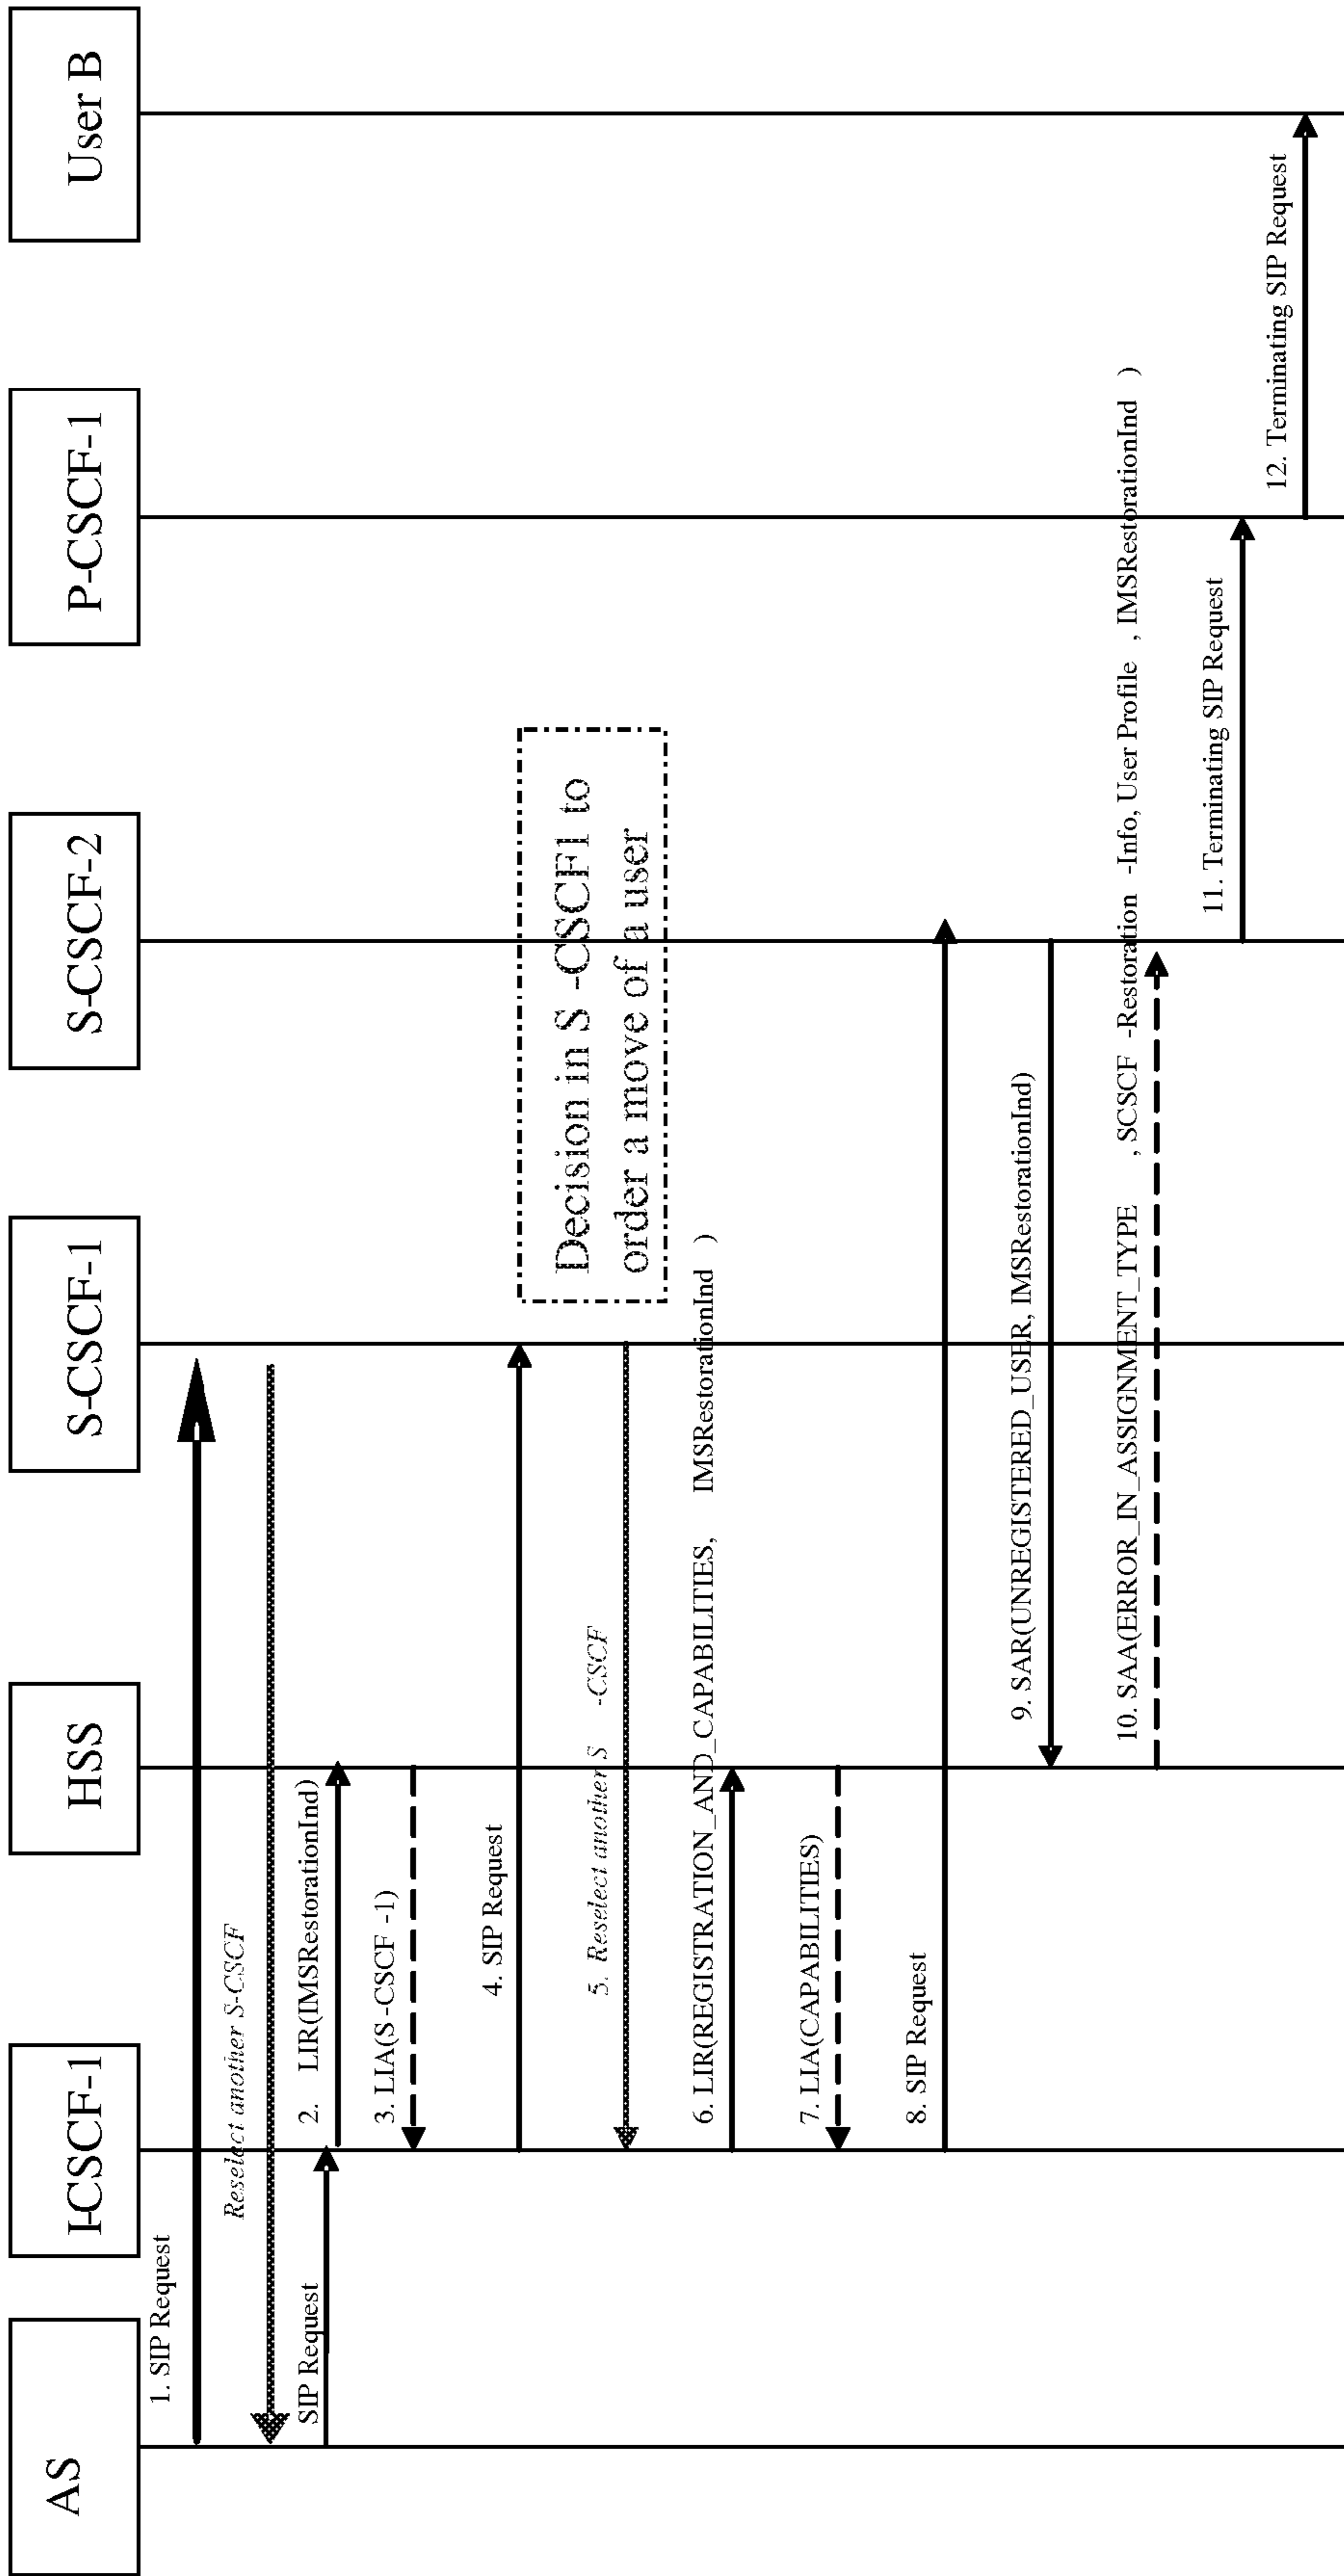 AS
I-CSCF-1
HSS
S-CSCF-1
S-CSCF-2
P-CSCF-1
User B
1. SIP Request
Reselect another S-CSCF
SIP Request
2. LIR(IMSRestorationInd)
3. LIA(S -CSCF -1)
4. SIP Request
Decision in S -CSCF1 to
order a move of a user
5. Reselect another S -CSCF
6. LIR(REGISTRATION_AND_CAPABILITIES, IMSRestorationInd )
7. LIA(CAPABILITIES)
8. SIP Request
9. SAR(UNREGISTERED_USER, IMSRestorationInd)
10. SAA(ERROR_IN_ASSIGNMENT_TYPE , SCSCF -Restoration -Info, User Profile , IMSRestorationInd )
11. Terminating SIP Request
12. Terminating SIP Request